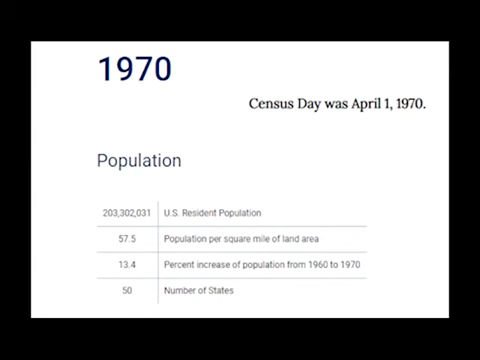 1970
Census Day was April 1, 1970.
Population
203,302,031 U.S. Resident Population
57.5 Population per square mile of land area
13.4 Percent increase of population from 1960 to 1970
50 Number of States